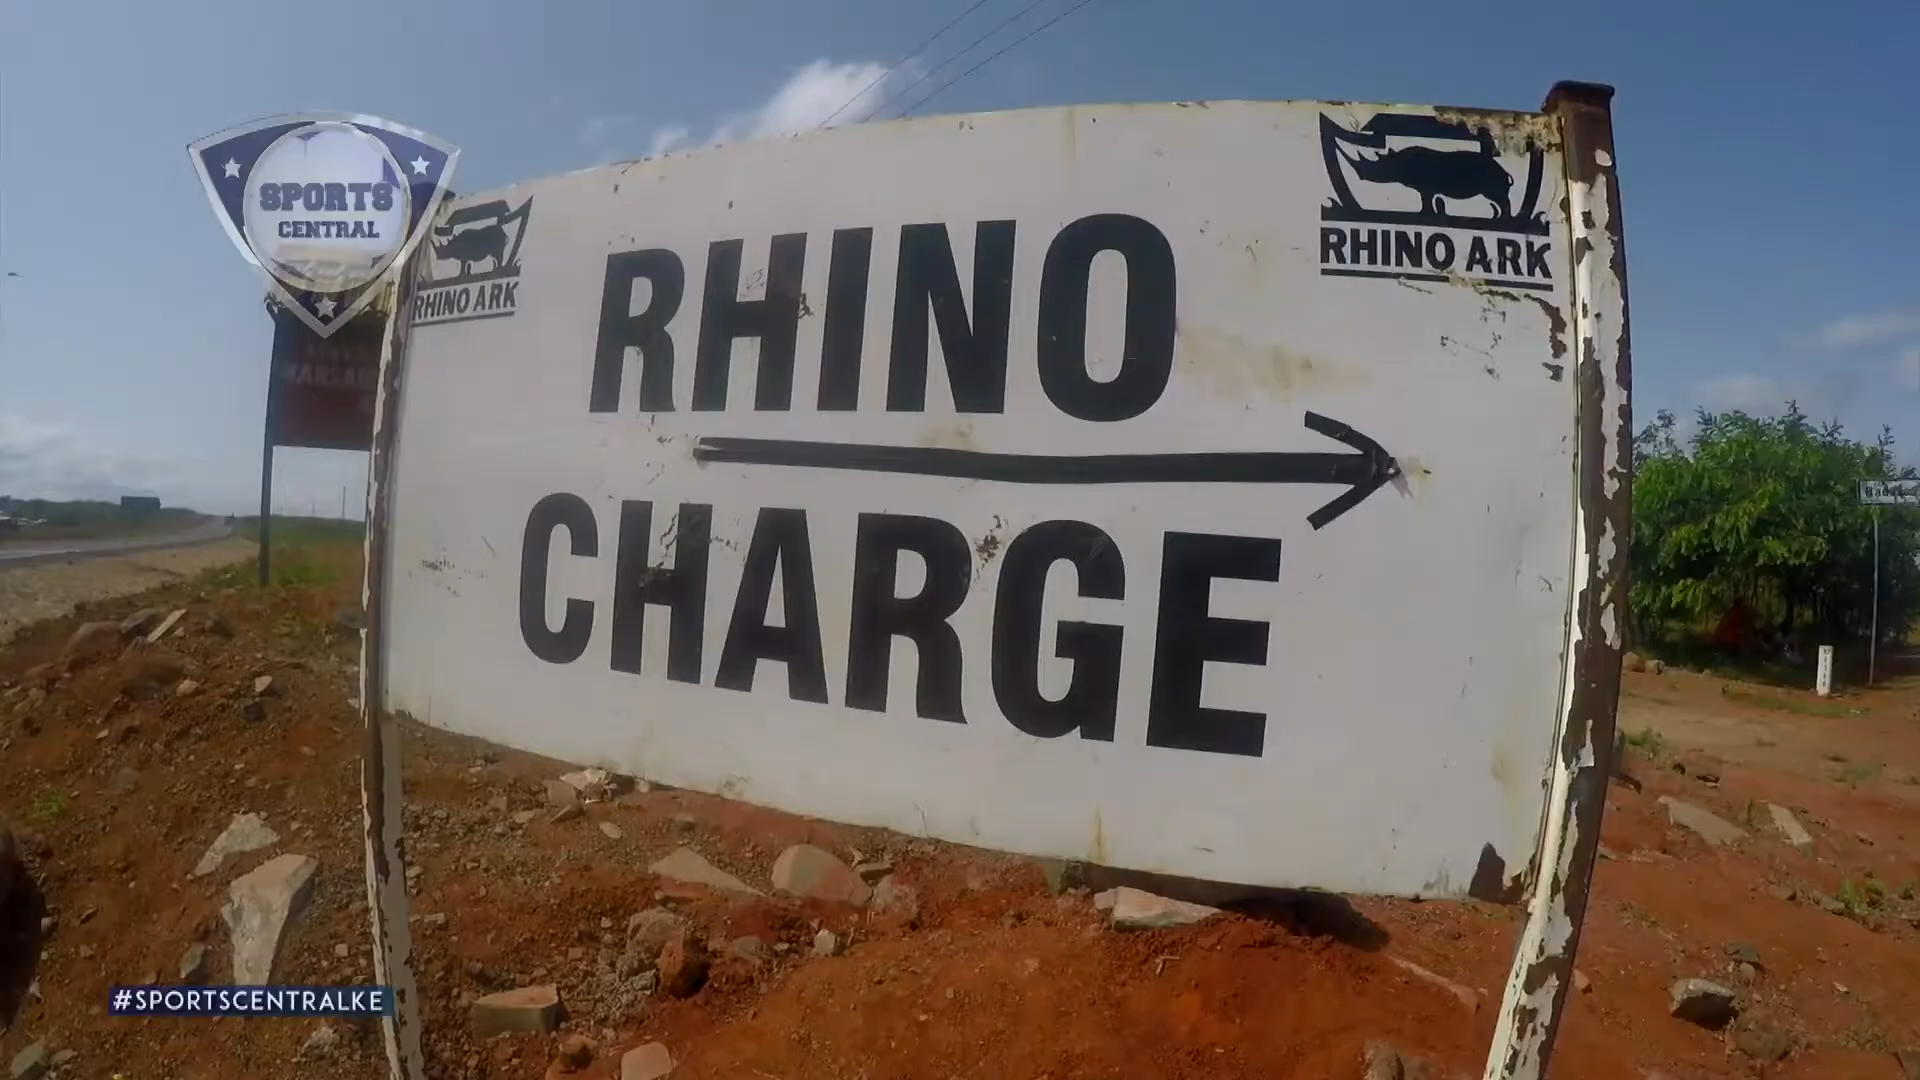 SPORTS
CENTRAL
RHINO ARK
RHINO ARK
RHINO
CHARGE
#SPORTSCENTRALKE